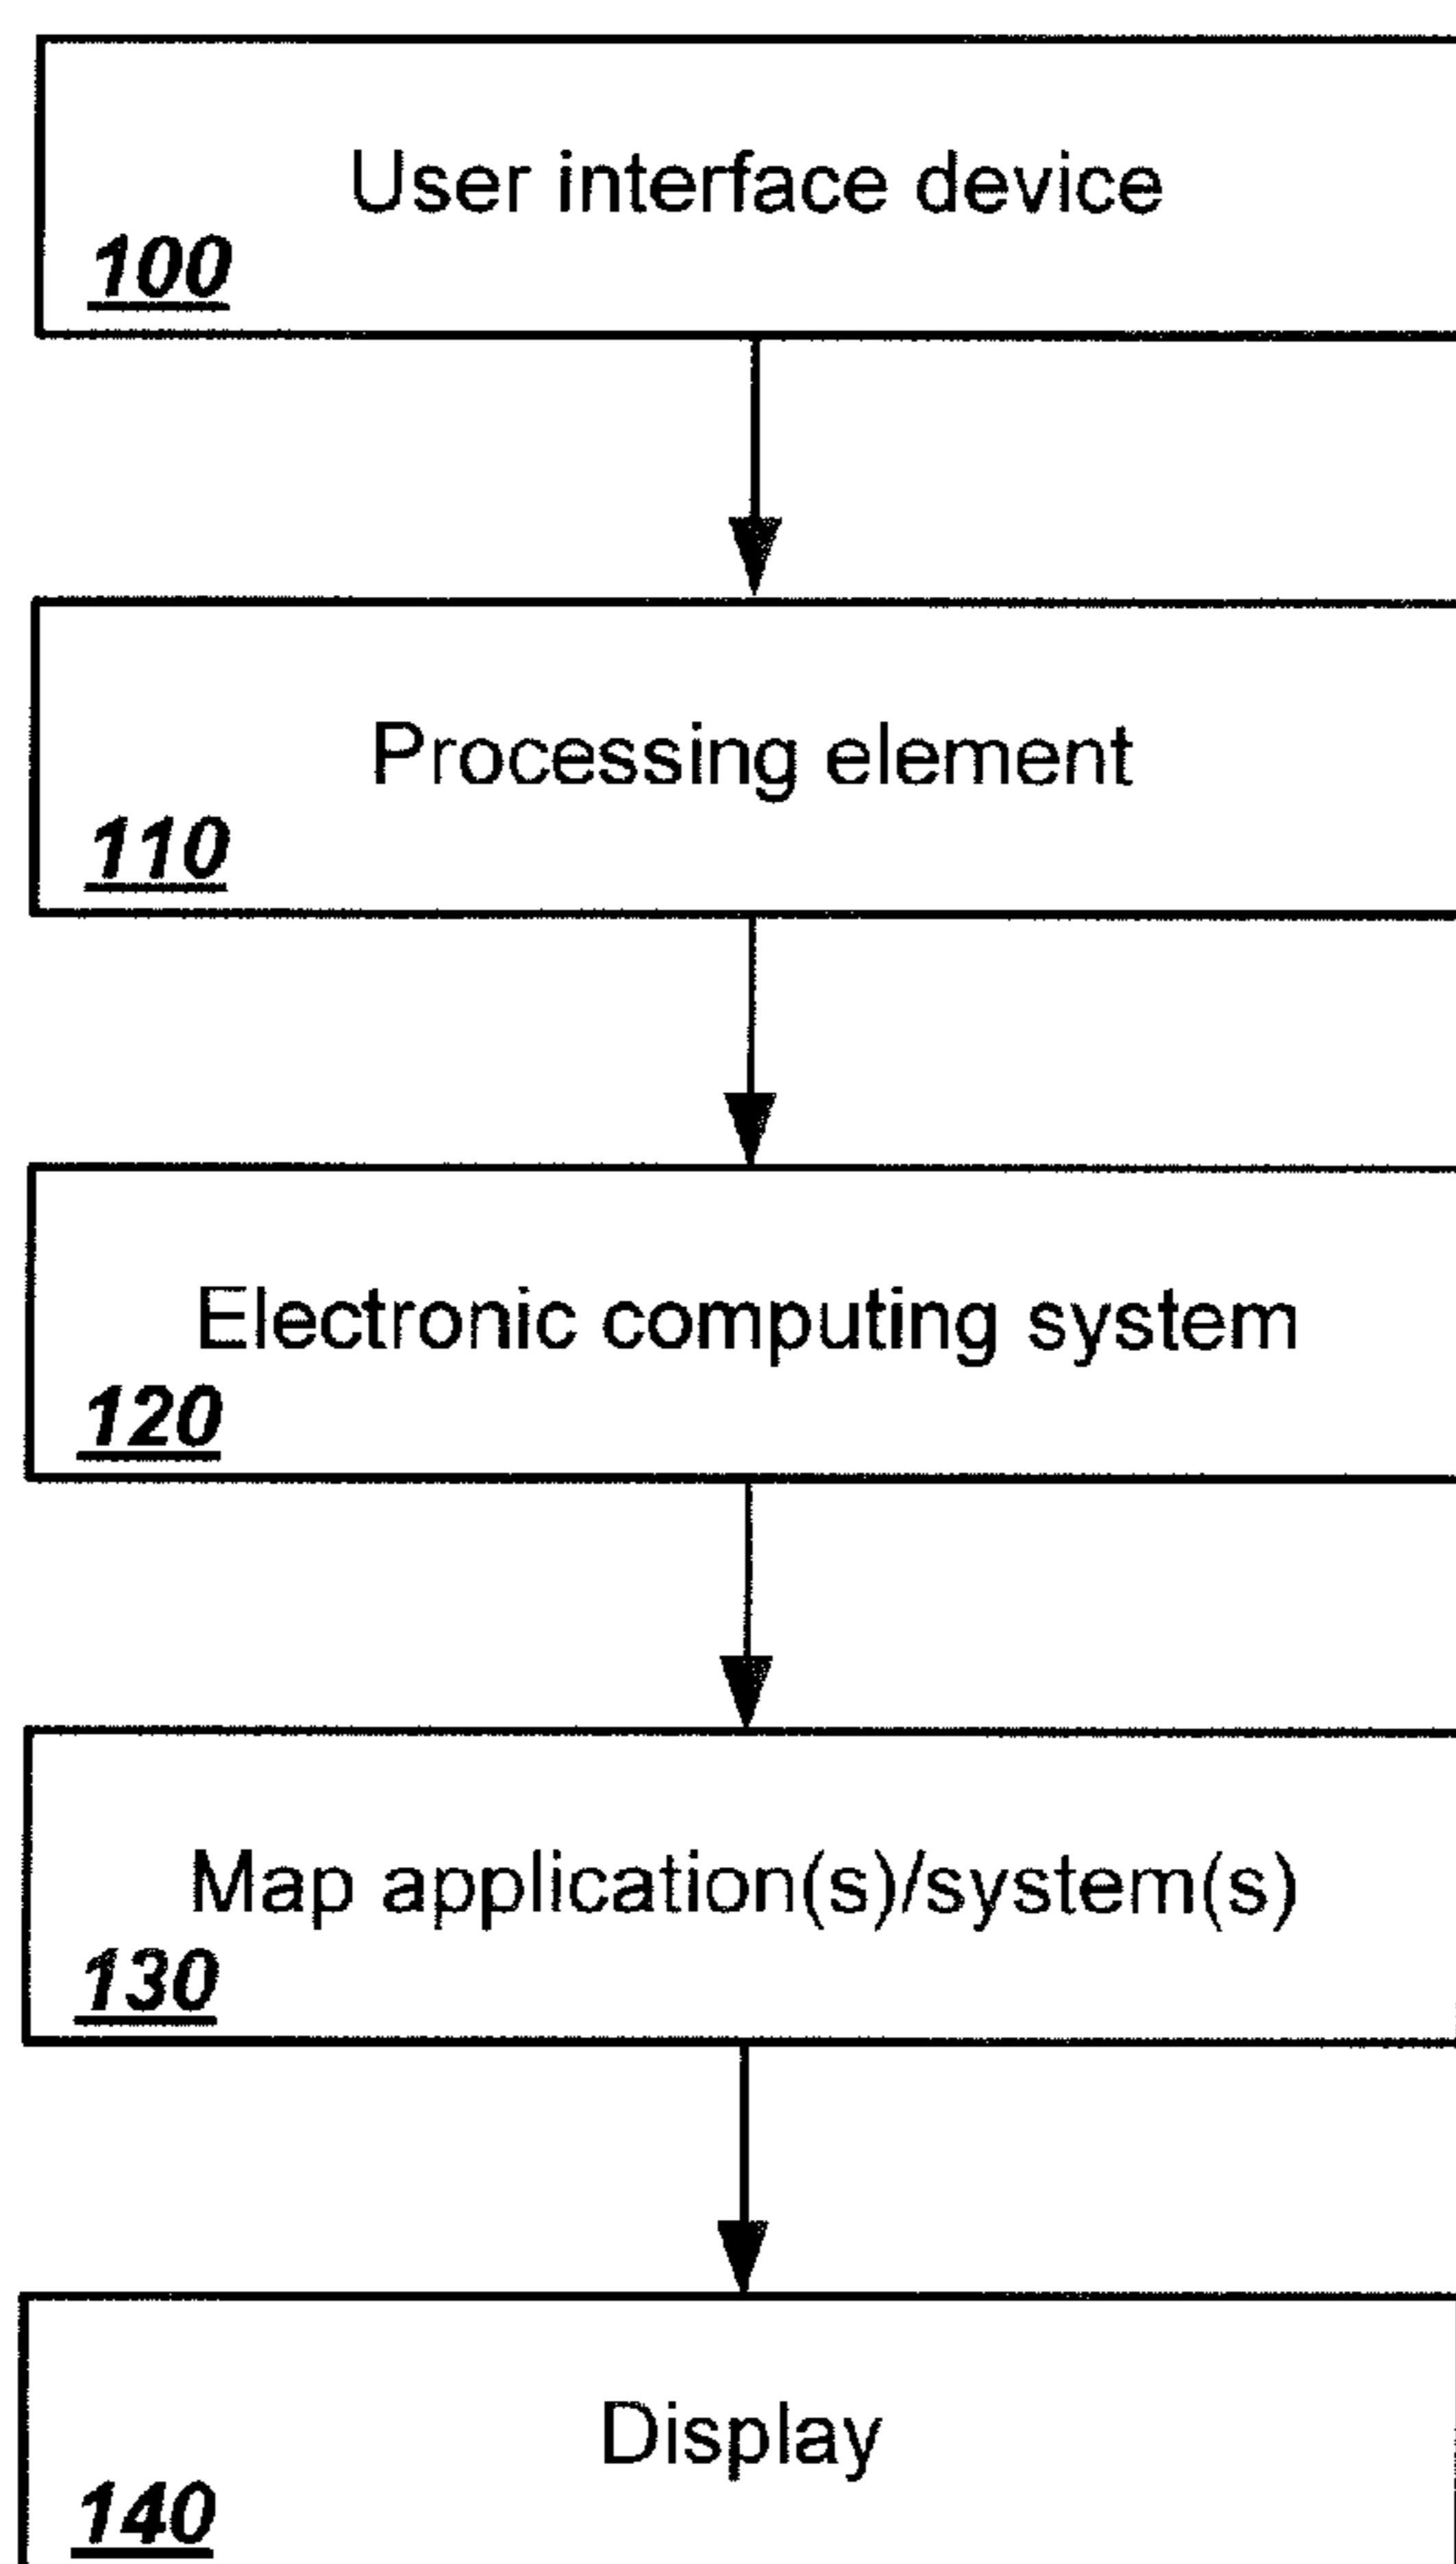 User interface device
100
Processing element
110
Electronic computing system
120
Map application(s)/system(s)
130
Display
140